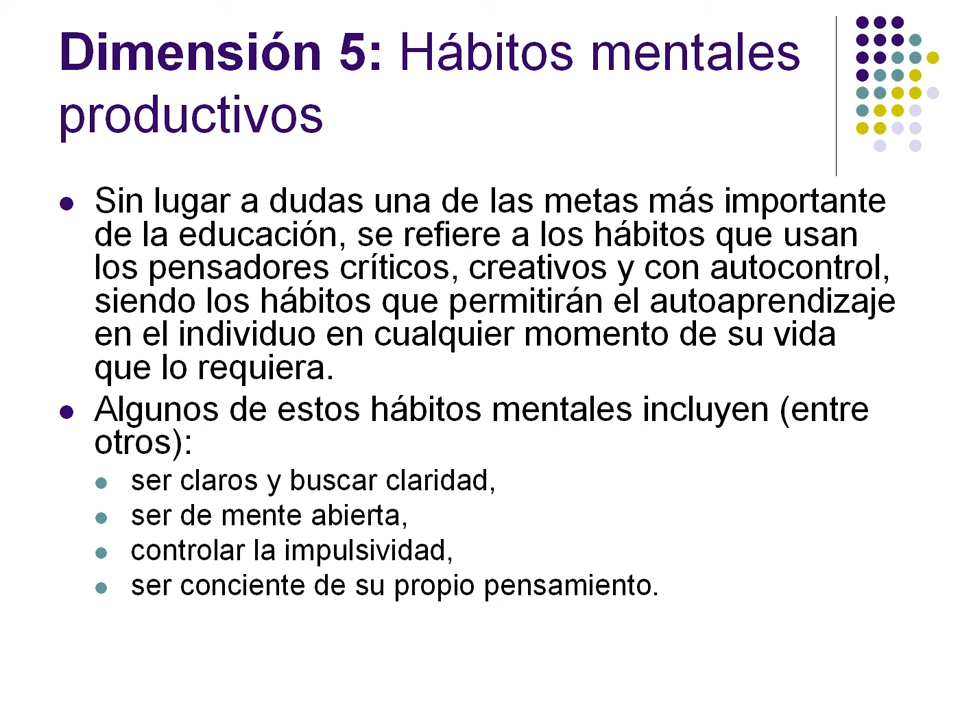 Dimensión 5: Hábitos mentales
productivos
Sin lugar a dudas una de las metas más importante
de la educación, se refiere a los hábitos que usan
los pensadores críticos, creativos y con autocontrol,
siendo los hábitos que permitirán el autoaprendizaje
en el individuo en cualquier momento de su vida
que lo requiera.
Algunos de estos hábitos mentales incluyen (entre
otros):
ser claros y buscar claridad,
ser de mente abierta,
controlar la impulsividad,
ser conciente de su propio pensamiento.